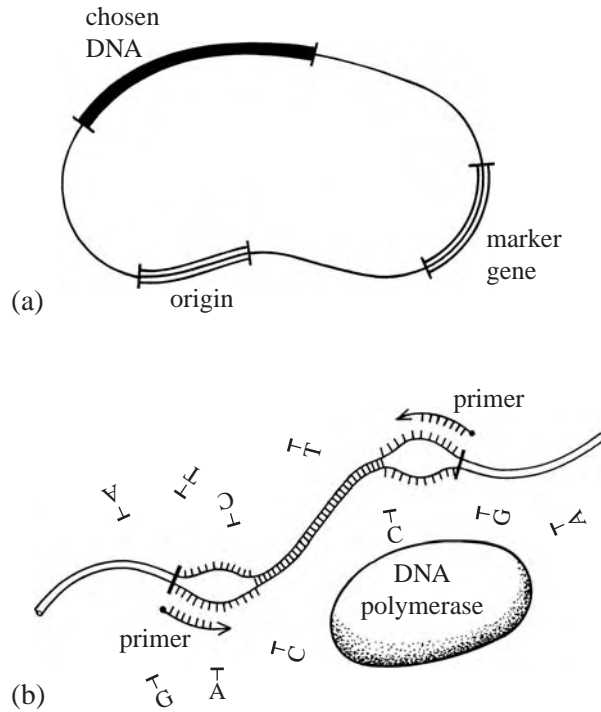 chosen
DNA
marker
gene
origin
(a)
primer
T
A
T
C
C
G
A
DNA
polymerase
primer
C
G
A
(b)